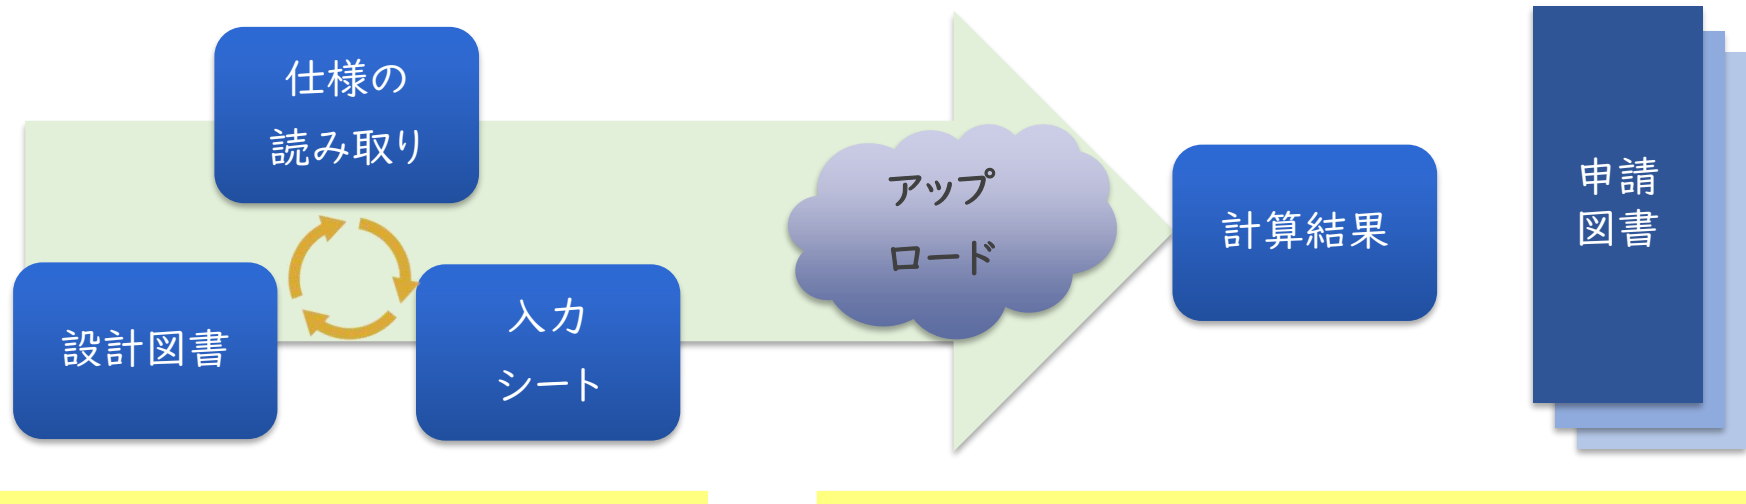 仕様の
読み取り
設計図書
入力
シート
アップ
ロード
計算結果
申請
図書